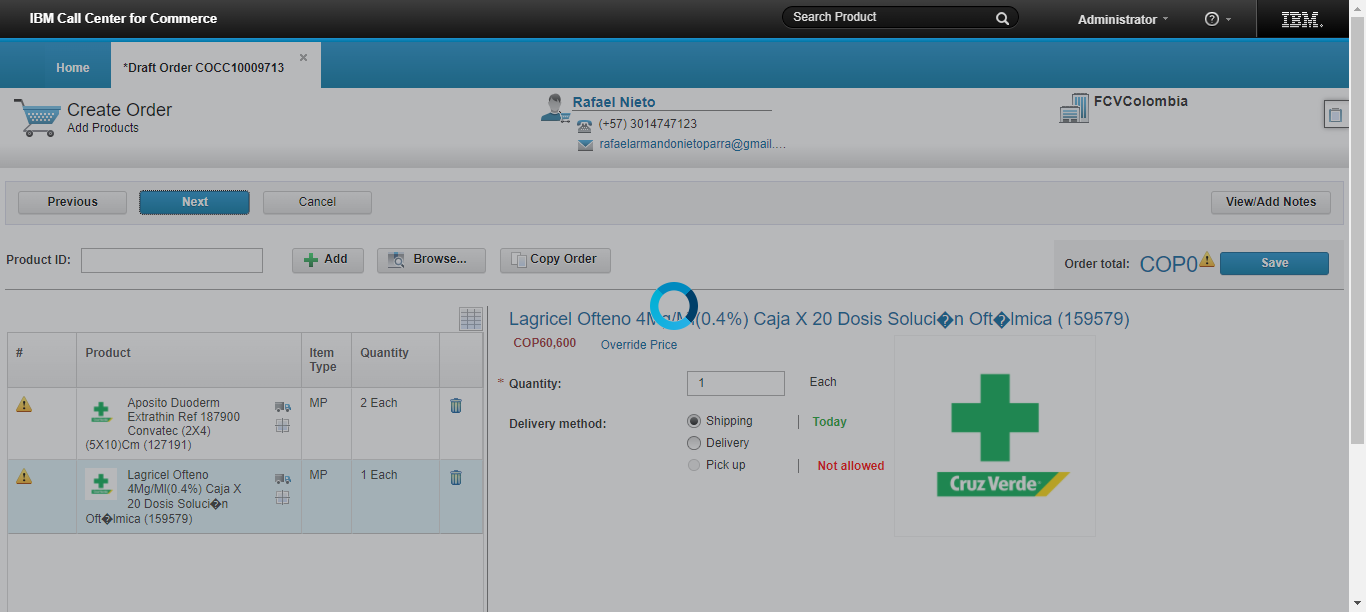 IBM Call Center for Commerce
Search Product
Administrator
IBM.
Home
*Draft Order COCC10009713
Create Order
Add Products
Rafael Nieto
(+57) 3014747123
rafaelarmandonietoparra@gmail....
FCVColombia
Previous
Next
Cancel
View/Add Notes
Product ID:
Add
Browse...
Copy Order
Order total:
COP0
Save
#
Product
Item
Type
Quantity
Aposito Duoderm
Extrathin Ref 187900
Convatec (2X4)
(5X10)Cm (127191)
MP
2 Each
Lagricel Ofteno
4Mg/Ml(0.4%) Caja X
20 Dosis Soluci�n
Oft�lmica (159579)
MP
1 Each
Lagricel Ofteno 4Mg/Ml(0.4%) Caja X 20 Dosis Soluci�n Oft�lmica (159579)
COP60,600
Override Price
* Quantity:
1
Each
Delivery method:
Shipping
Today
Delivery
Pick up
Not allowed
Cruz Verde